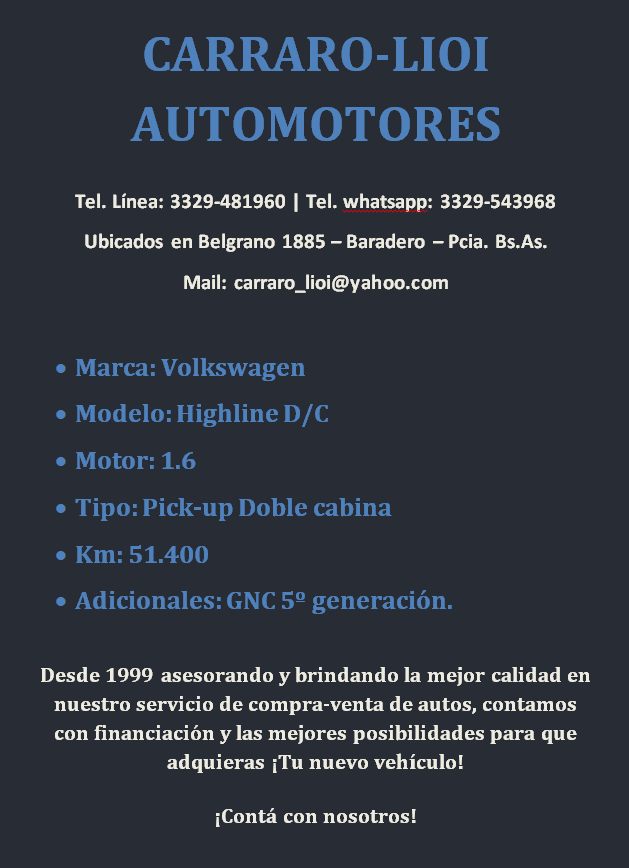 CARRARO-LIOI
AUTOMOTORES
Tel. Línea: 3329-481960 | Tel. whatsapp: 3329-543968
Ubicados en Belgrano 1885 – Baradero – Pcia. Bs.As.
Mail: carraro_lioi@yahoo.com
• Marca: Volkswagen
• Modelo: Highline D/C
• Motor: 1.6
• Tipo: Pick-up Doble cabina
• Km: 51.400
• Adicionales: GNC 5º generación.
Desde 1999 asesorando y brindando la mejor calidad en
nuestro servicio de compra-venta de autos, contamos
con financiación y las mejores posibilidades para que
adquieras ¡Tu nuevo vehículo!
¡Contá con nosotros!